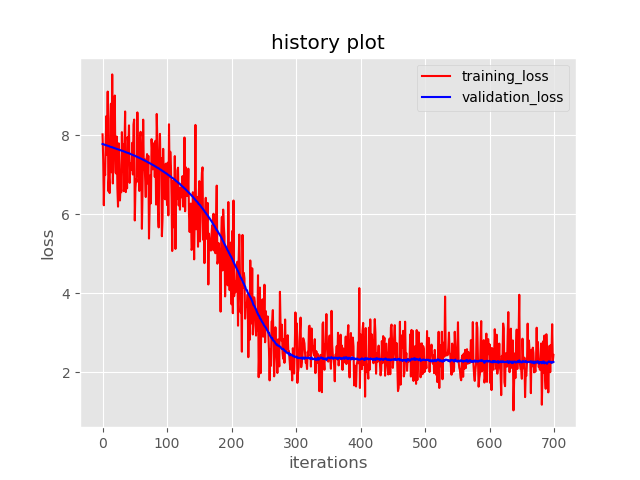 history plot
training_loss
validation_loss
8
6
4
2
loss
0 100 200 300 400 500 600 700
iterations